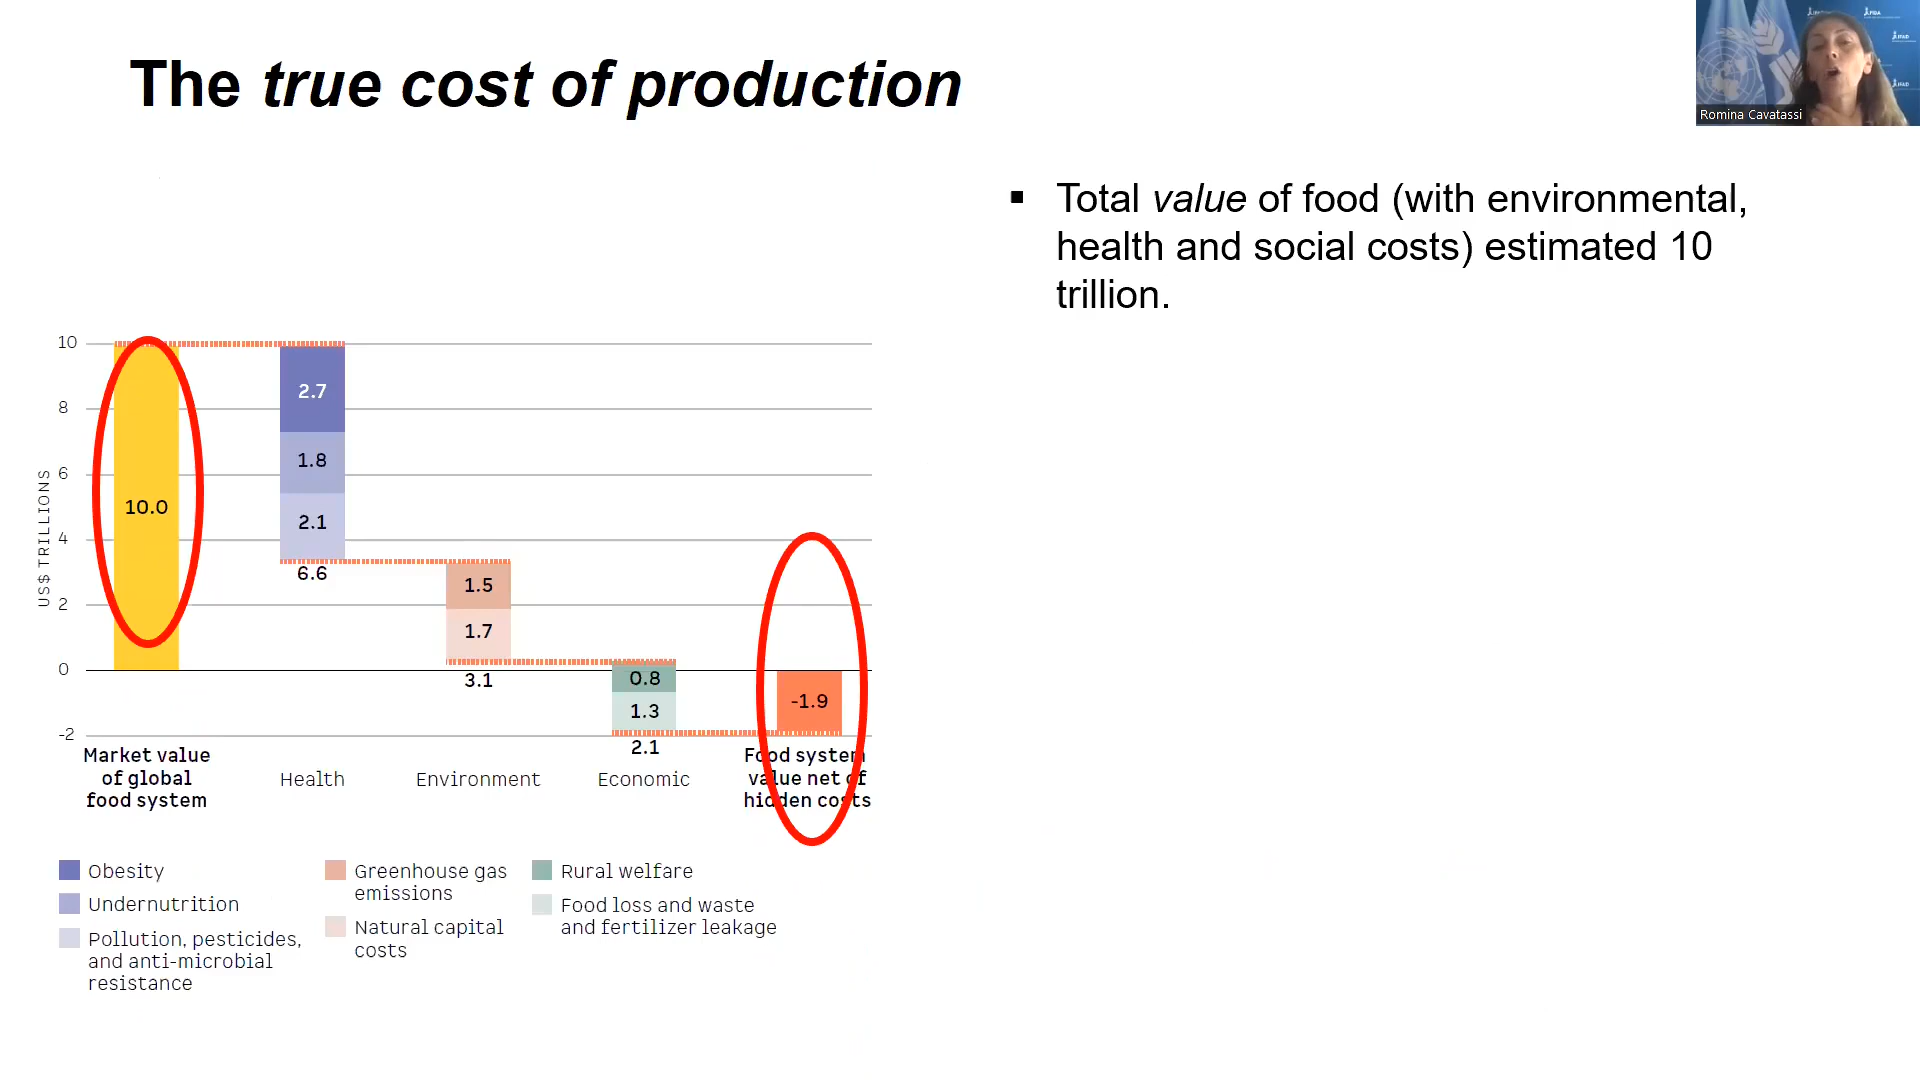 The true cost of production
Romina Cavatassi
▪ Total value of food (with environmental,
health and social costs) estimated 10
trillion.
US$ TRILLIONS
10
8
6
4
2
0
-2
10.0
2.7
1.8
2.1
6.6
1.5
1.7
3.1
0.8
1.3
2.1
-1.9
Market value
of global
food system
Health
Environment
Economic
Food system
value net of
hidden costs
Obesity
Undernutrition
Pollution, pesticides,
and anti-microbial
resistance
Greenhouse gas
emissions
Natural capital
costs
Rural welfare
Food loss and waste
and fertilizer leakage